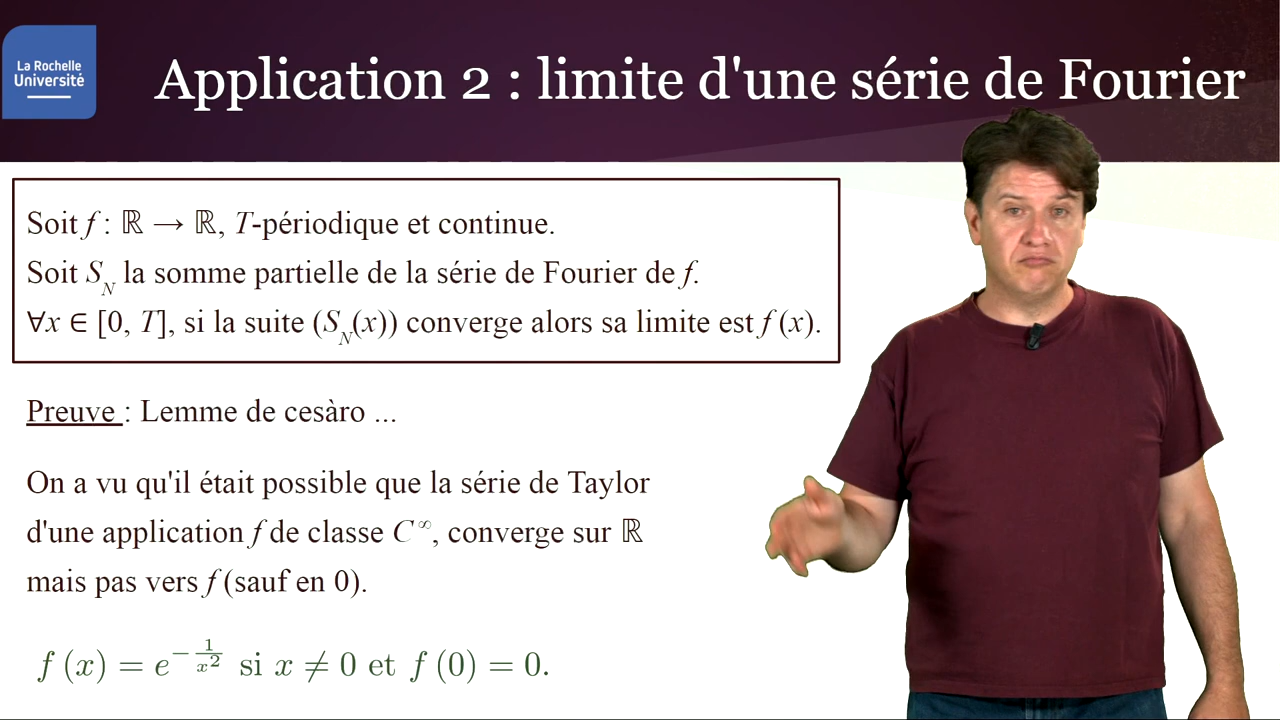 La Rochelle
Université
Application 2 : limite d'une série de Fourier
Soit f : ℝ → ℝ, T-périodique et continue.
Soit S_N la somme partielle de la série de Fourier de f.
∀x ∈ [0, T], si la suite (S_N(x)) converge alors sa limite est f (x).
Preuve : Lemme de cesàro ...
On a vu qu'il était possible que la série de Taylor
d'une application f de classe C^∞, converge sur ℝ
mais pas vers f (sauf en 0).
f (x) = e^{-\frac{1}{x^2}} si x ≠ 0 et f (0) = 0.